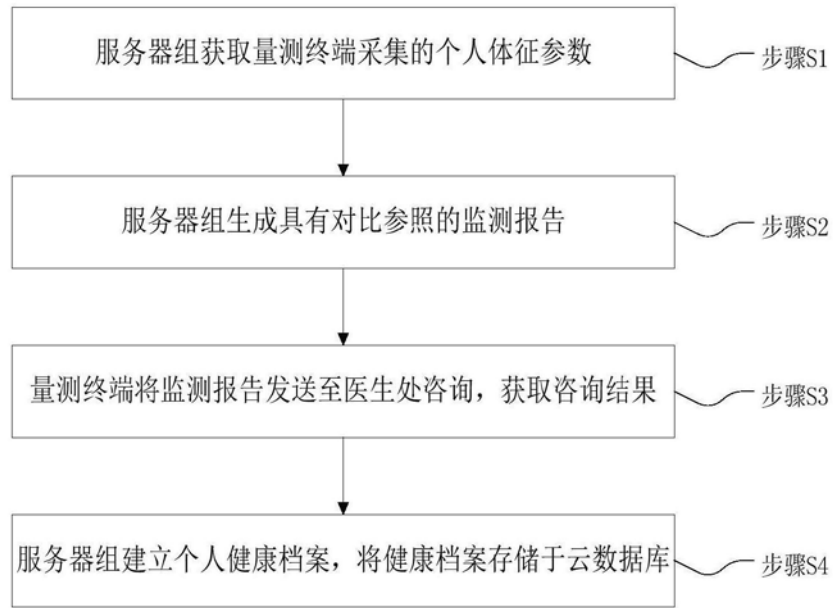 服务器组获取量测终端采集的个人体征参数
步骤S1
服务器组生成具有对比参照的监测报告
步骤S2
量测终端将监测报告发送至医生处咨询，获取咨询结果
步骤S3
服务器组建立个人健康档案，将健康档案存储于云数据库
步骤S4